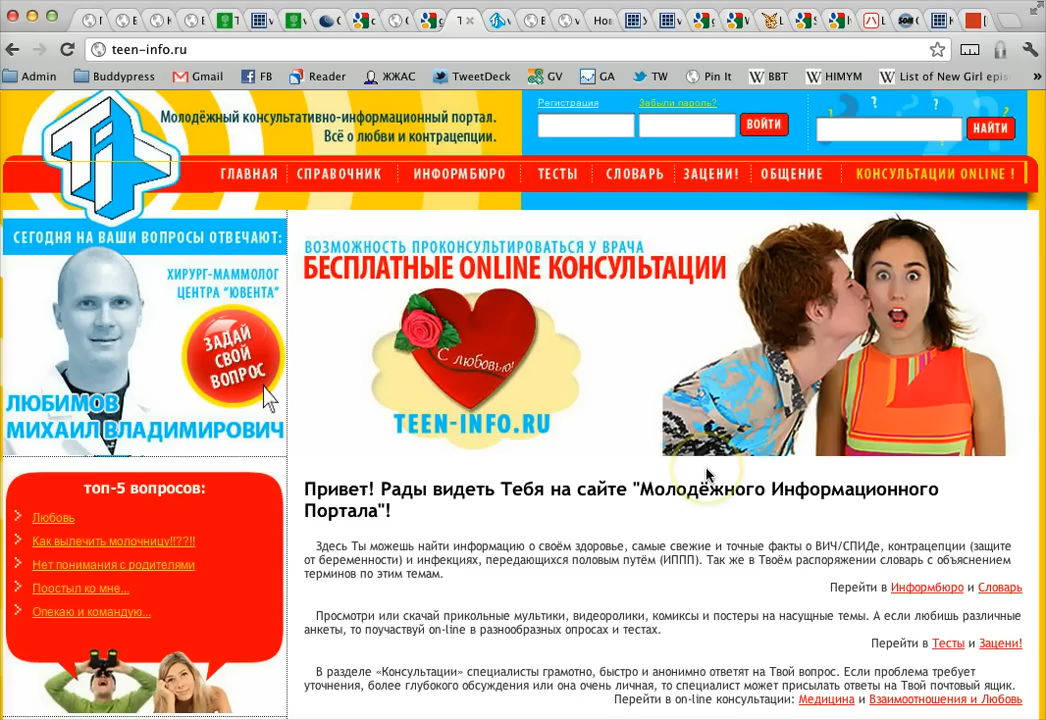 teen-info.ru
Admin Buddypress Gmail FB Reader ЖЖАС TweetDeck GV GA TW Pin It BBT HIMYM List of New Girl epis »
Молодёжный консультативно-информационный портал.
Всё о любви и контрацепции.
Регистрация Забыли пароль?
ВОЙТИ НАЙТИ
ГЛАВНАЯ СПРАВОЧНИК ИНФОРМБЮРО ТЕСТЫ СЛОВАРЬ ЗАЦЕНИ! ОБЩЕНИЕ КОНСУЛЬТАЦИИ ONLINE !
СЕГОДНЯ НА ВАШИ ВОПРОСЫ ОТВЕЧАЮТ:
ХИРУРГ-МАММОЛОГ
ЦЕНТРА "ЮВЕНТА"
ЗАДАЙ
СВОЙ
ВОПРОС
ЛЮБИМОВ
МИХАИЛ ВЛАДИМИРОВИЧ
ВОЗМОЖНОСТЬ ПРОКОНСУЛЬТИРОВАТЬСЯ У ВРАЧА
БЕСПЛАТНЫЕ ONLINE КОНСУЛЬТАЦИИ
С любовью!
TEEN-INFO.RU
топ-5 вопросов:
Любовь
Как вылечить молочницу!!??!!
Нет понимания с родителями
Поостыл ко мне...
Опекаю и командую...
Привет! Рады видеть Тебя на сайте "Молодёжного Информационного
Портала"!
Здесь Ты можешь найти информацию о своём здоровье, самые свежие и точные факты о ВИЧ/СПИДе, контрацепции (защите
от беременности) и инфекциях, передающихся половым путём (ИППП). Так же в Твоём распоряжении словарь с объяснением
терминов по этим темам.
Перейти в Информбюро и Словарь
Просмотри или скачай прикольные мультики, видеоролики, комиксы и постеры на насущные темы. А если любишь различные
анкеты, то поучаствуй on-line в разнообразных опросах и тестах.
Перейти в Тесты и Зацени!
В разделе «Консультации» специалисты грамотно, быстро и анонимно ответят на Твой вопрос. Если проблема требует
уточнения, более глубокого обсуждения или она очень личная, то специалист может присылать ответы на Твой почтовый ящик.
Перейти в on-line консультации: Медицина и Взаимоотношения и Любовь